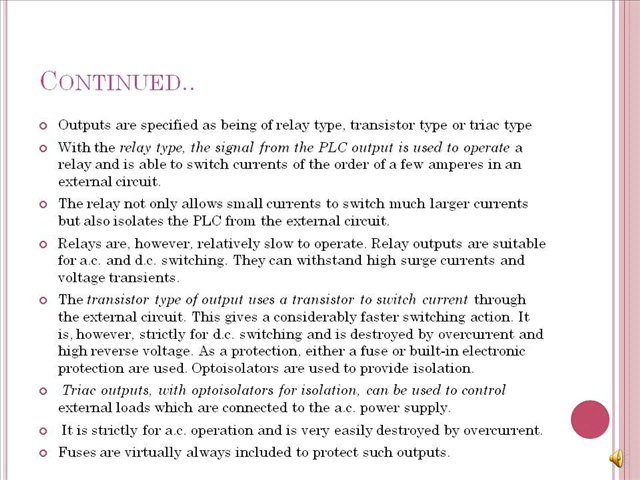 CONTINUED..
Outputs are specified as being of relay type, transistor type or triac type
With the relay type, the signal from the PLC output is used to operate a
relay and is able to switch currents of the order of a few amperes in an
external circuit.
The relay not only allows small currents to switch much larger currents
but also isolates the PLC from the external circuit.
Relays are, however, relatively slow to operate. Relay outputs are suitable
for a.c. and d.c. switching. They can withstand high surge currents and
voltage transients.
The transistor type of output uses a transistor to switch current through
the external circuit. This gives a considerably faster switching action. It
is, however, strictly for d.c. switching and is destroyed by overcurrent and
high reverse voltage. As a protection, either a fuse or built-in electronic
protection are used. Optoisolators are used to provide isolation.
Triac outputs, with optoisolators for isolation, can be used to control
external loads which are connected to the a.c. power supply.
It is strictly for a.c. operation and is very easily destroyed by overcurrent.
Fuses are virtually always included to protect such outputs.